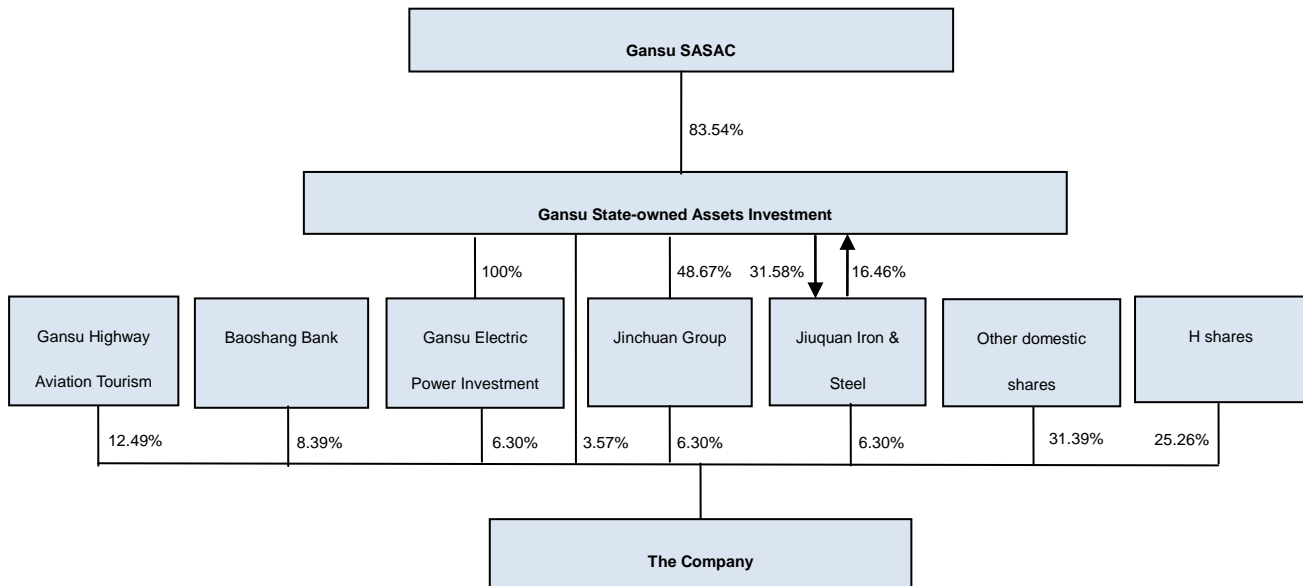 Gansu SASAC
83.54%
Gansu State-owned Assets Investment
100%
48.67%
31.58%
16.46%
Gansu Highway
Aviation Tourism
Baoshang Bank
Gansu Electric
Power Investment
Jinchuan Group
Jiuquan Iron &
Steel
Other domestic
shares
H shares
12.49%
8.39%
6.30%
3.57%
6.30%
6.30%
31.39%
25.26%
The Company